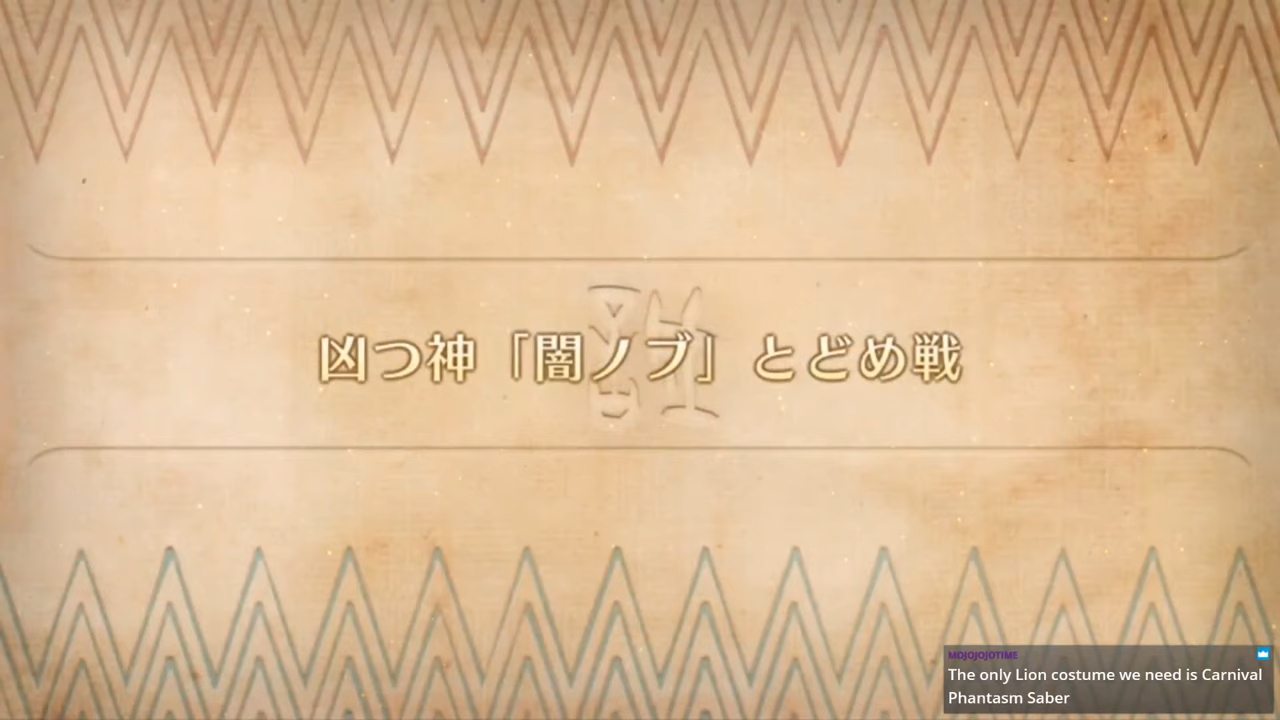 凶つ神「闇ノブ」とどめ戦
MOJOJOJOTIME
The only Lion costume we need is Carnival
Phantasm Saber